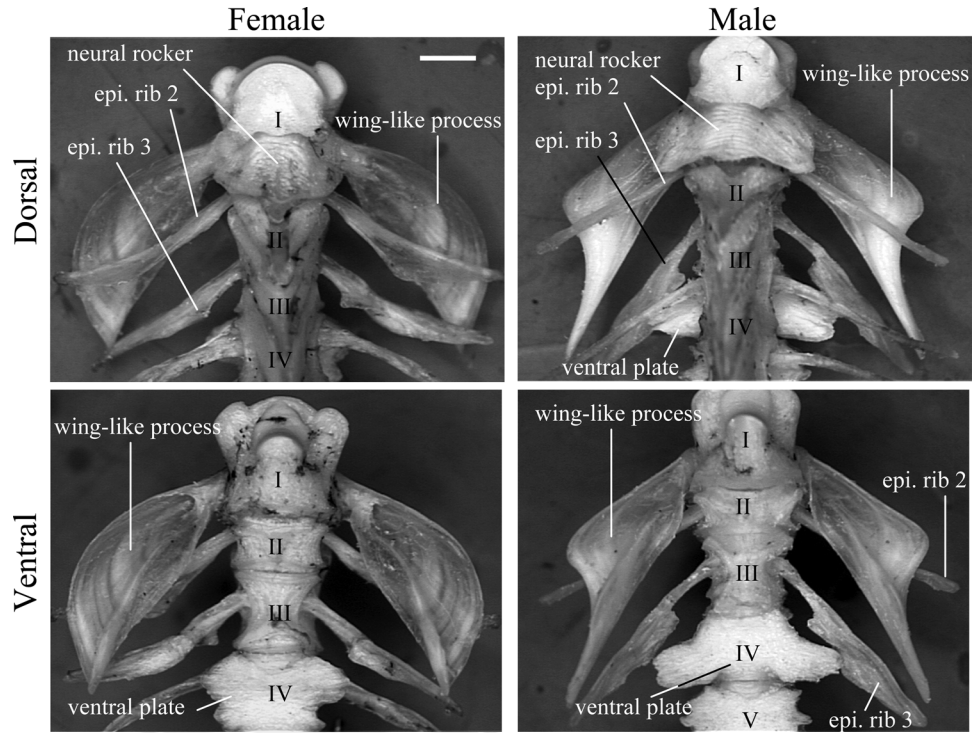 Female
Male
Dorsal
neural rocker
epi. rib 2
epi. rib 3
wing-like process
I
II
III
IV
neural rocker
epi. rib 2
epi. rib 3
wing-like process
I
II
III
IV
ventral plate
Ventral
wing-like process
I
II
III
IV
ventral plate
wing-like process
I
epi. rib 2
II
III
IV
ventral plate
V
epi. rib 3